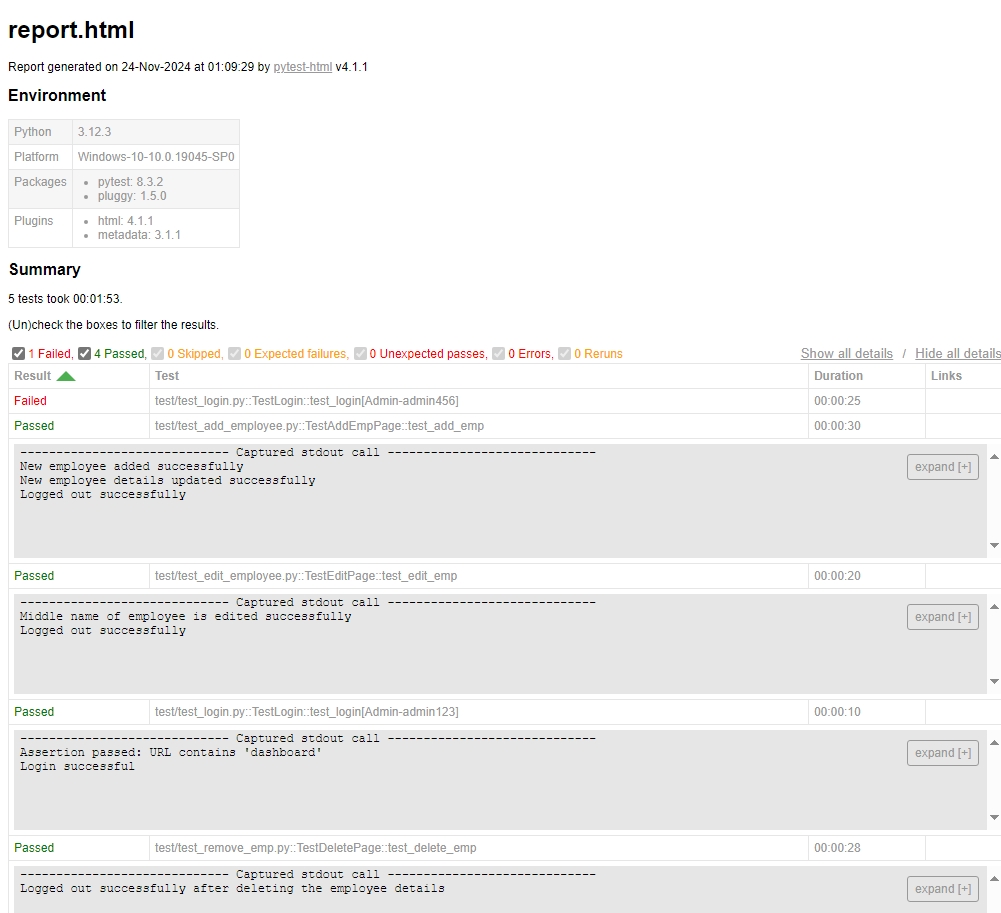 report.html
Report generated on 24-Nov-2024 at 01:09:29 by pytest-html v4.1.1
Environment
Python 3.12.3
Platform Windows-10-10.0.19045-SP0
Packages
pytest: 8.3.2
pluggy: 1.5.0
Plugins
html: 4.1.1
metadata: 3.1.1
Summary
5 tests took 00:01:53.
(Un)check the boxes to filter the results.
1 Failed, 4 Passed, 0 Skipped, 0 Expected failures, 0 Unexpected passes, 0 Errors, 0 Reruns Show all details / Hide all details
Result Test Duration Links
Failed test/test_login.py::TestLogin::test_login[Admin-admin456] 00:00:25
Passed test/test_add_employee.py::TestAddEmpPage::test_add_emp 00:00:30
----------------------------- Captured stdout call -----------------------------
New employee added successfully expand [+]
New employee details updated successfully
Logged out successfully
Passed test/test_edit_employee.py::TestEditPage::test_edit_emp 00:00:20
----------------------------- Captured stdout call -----------------------------
Middle name of employee is edited successfully expand [+]
Logged out successfully
Passed test/test_login.py::TestLogin::test_login[Admin-admin123] 00:00:10
----------------------------- Captured stdout call -----------------------------
Assertion passed: URL contains 'dashboard' expand [+]
Login successful
Passed test/test_remove_emp.py::TestDeletePage::test_delete_emp 00:00:28
----------------------------- Captured stdout call -----------------------------
Logged out successfully after deleting the employee details expand [+]